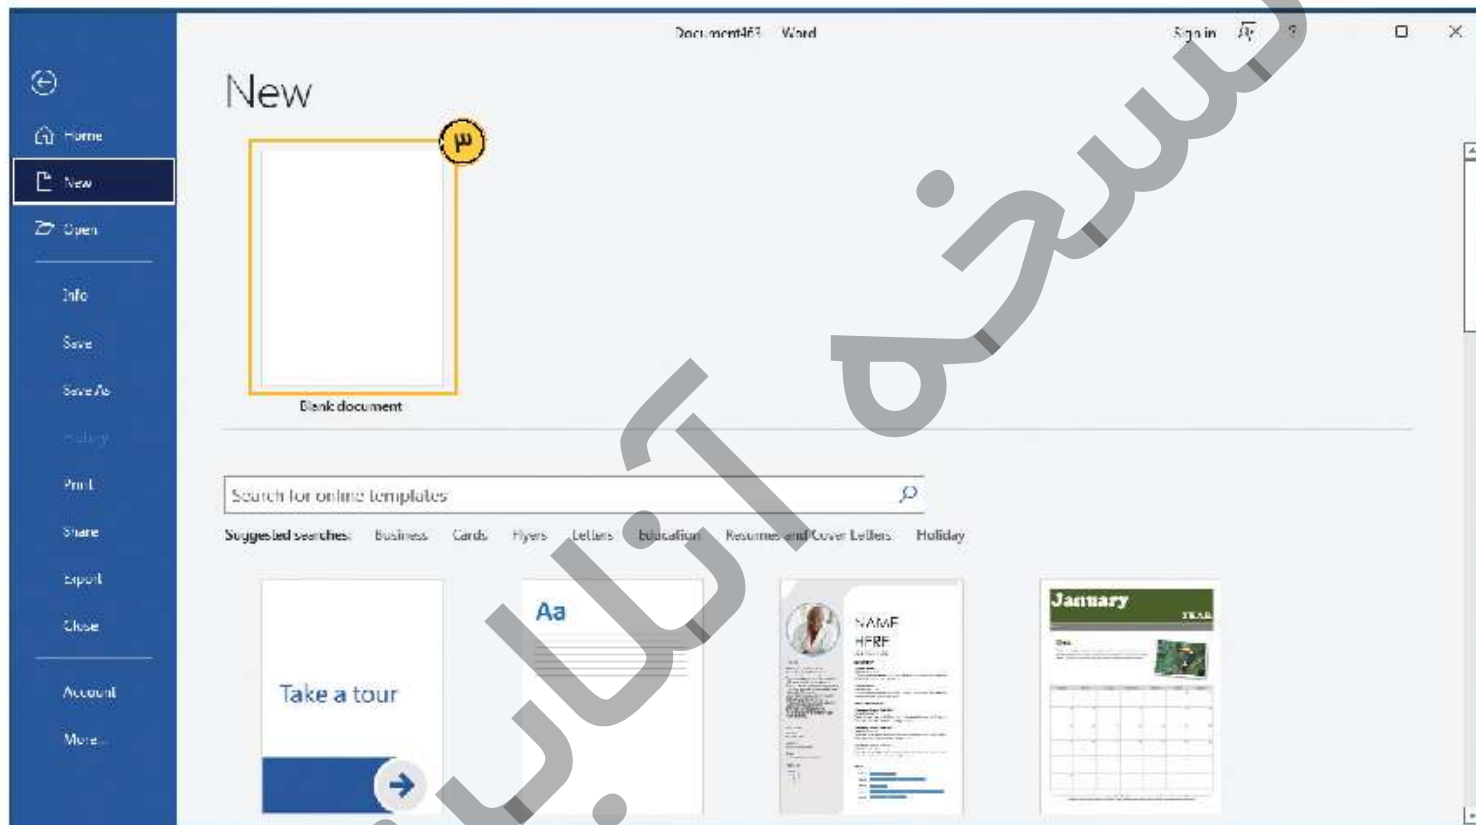 Word
Sign in
?
New
Home
New
Open
Info
Save
Save As
Print
Share
Export
Close
Account
More...
۳
Blank document
Search for online templates
Suggested searches: Business Cards Flyers Letters Education Resumes and Cover Letters Holiday
Take a tour
Aa
NAME
HERE
January
YEAR
نسخه آنلاین